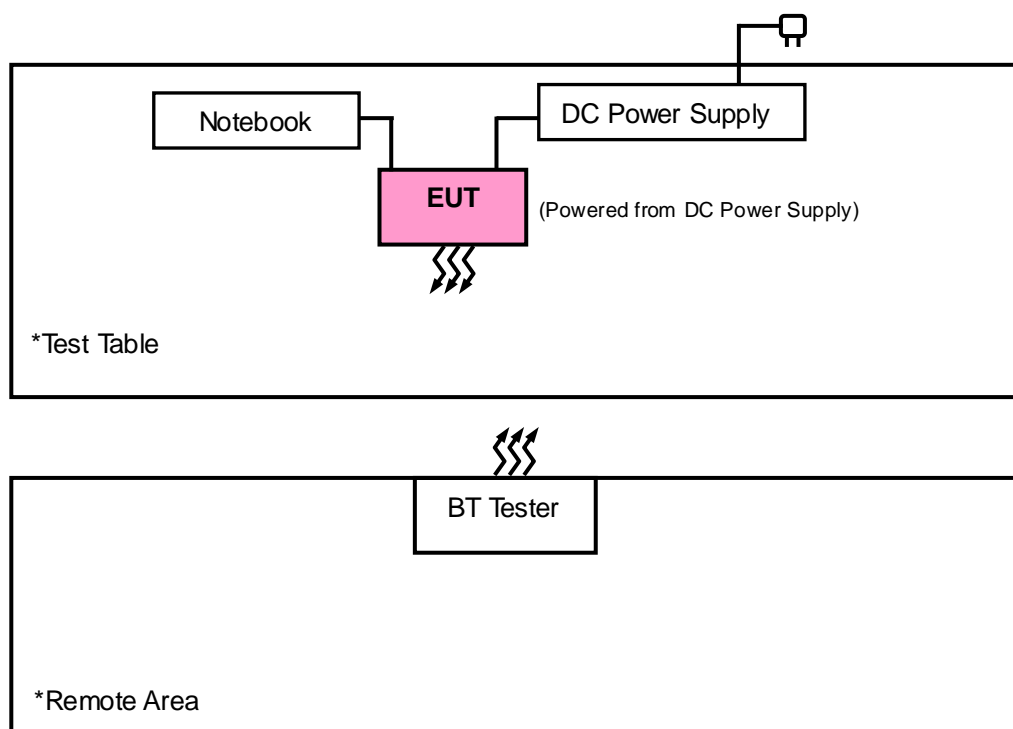 DC Power Supply
Notebook
EUT
(Powered from DC Power Supply)
*Test Table
BT Tester
*Remote Area